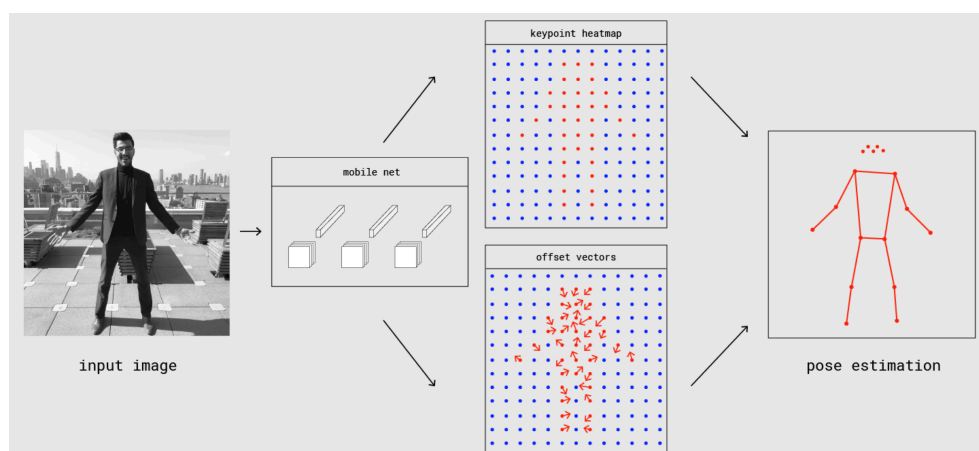 keypoint heatmap
mobile net
offset vectors
input image
pose estimation